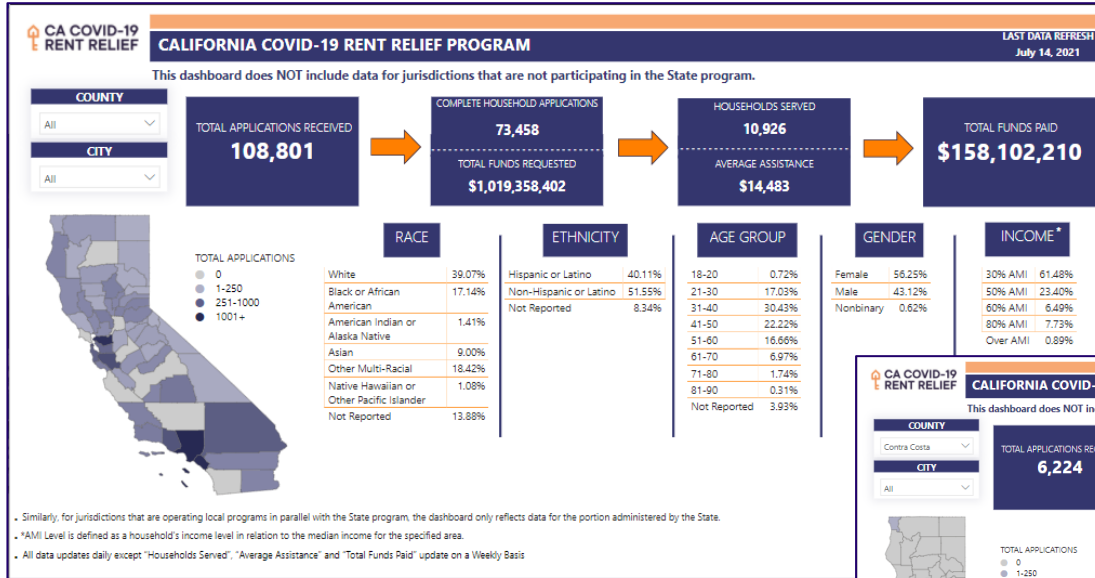 CA COVID-19
RENT RELIEF
CALIFORNIA COVID-19 RENT RELIEF PROGRAM
LAST DATA REFRESH
July 14, 2021
This dashboard does NOT include data for jurisdictions that are not participating in the State program.
COUNTY
All
CITY
All
TOTAL APPLICATIONS RECEIVED
108,801
COMPLETE HOUSEHOLD APPLICATIONS
73,458
TOTAL FUNDS REQUESTED
$1,019,358,402
HOUSEHOLDS SERVED
10,926
AVERAGE ASSISTANCE
$14,483
TOTAL FUNDS PAID
$158,102,210
TOTAL APPLICATIONS
0
1-250
251-1000
1001+
RACE
White 39.07%
Black or African
American 17.14%
American Indian or
Alaska Native 1.41%
Asian 9.00%
Other Multi-Racial 18.42%
Native Hawaiian or
Other Pacific Islander 1.08%
Not Reported 13.88%
ETHNICITY
Hispanic or Latino 40.11%
Non-Hispanic or Latino 51.55%
Not Reported 8.34%
AGE GROUP
18-20 0.72%
21-30 17.03%
31-40 30.43%
41-50 22.22%
51-60 16.66%
61-70 6.97%
71-80 1.74%
81-90 0.31%
Not Reported 3.93%
GENDER
Female 56.25%
Male 43.12%
Nonbinary 0.62%
INCOME*
30% AMI 61.48%
50% AMI 23.40%
60% AMI 6.49%
80% AMI 7.73%
Over AMI 0.89%
. Similarly, for jurisdictions that are operating local programs in parallel with the State program, the dashboard only reflects data for the portion administered by the State.
. *AMI Level is defined as a household's income level in relation to the median income for the specified area.
. All data updates daily except "Households Served", "Average Assistance" and "Total Funds Paid" update on a Weekly Basis
CA COVID-19
RENT RELIEF
CALIFORNIA COVID-
This dashboard does NOT in
COUNTY
Contra Costa
CITY
All
TOTAL APPLICATIONS RE
6,224
TOTAL APPLICATIONS
0
1-250